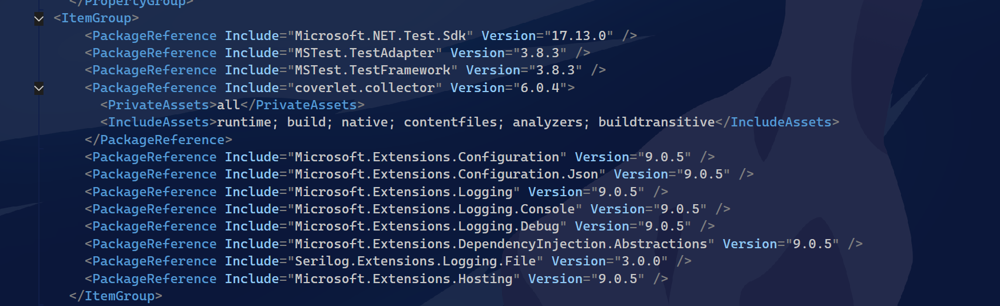 </PropertyGroup>
<ItemGroup>
<PackageReference Include="Microsoft.NET.Test.Sdk" Version="17.13.0" />
<PackageReference Include="MSTest.TestAdapter" Version="3.8.3" />
<PackageReference Include="MSTest.TestFramework" Version="3.8.3" />
<PackageReference Include="coverlet.collector" Version="6.0.4">
<PrivateAssets>all</PrivateAssets>
<IncludeAssets>runtime; build; native; contentfiles; analyzers; buildtransitive</IncludeAssets>
</PackageReference>
<PackageReference Include="Microsoft.Extensions.Configuration" Version="9.0.5" />
<PackageReference Include="Microsoft.Extensions.Configuration.Json" Version="9.0.5" />
<PackageReference Include="Microsoft.Extensions.Logging" Version="9.0.5" />
<PackageReference Include="Microsoft.Extensions.Logging.Console" Version="9.0.5" />
<PackageReference Include="Microsoft.Extensions.Logging.Debug" Version="9.0.5" />
<PackageReference Include="Microsoft.Extensions.DependencyInjection.Abstractions" Version="9.0.5" />
<PackageReference Include="Serilog.Extensions.Logging.File" Version="3.0.0" />
<PackageReference Include="Microsoft.Extensions.Hosting" Version="9.0.5" />
</ItemGroup>